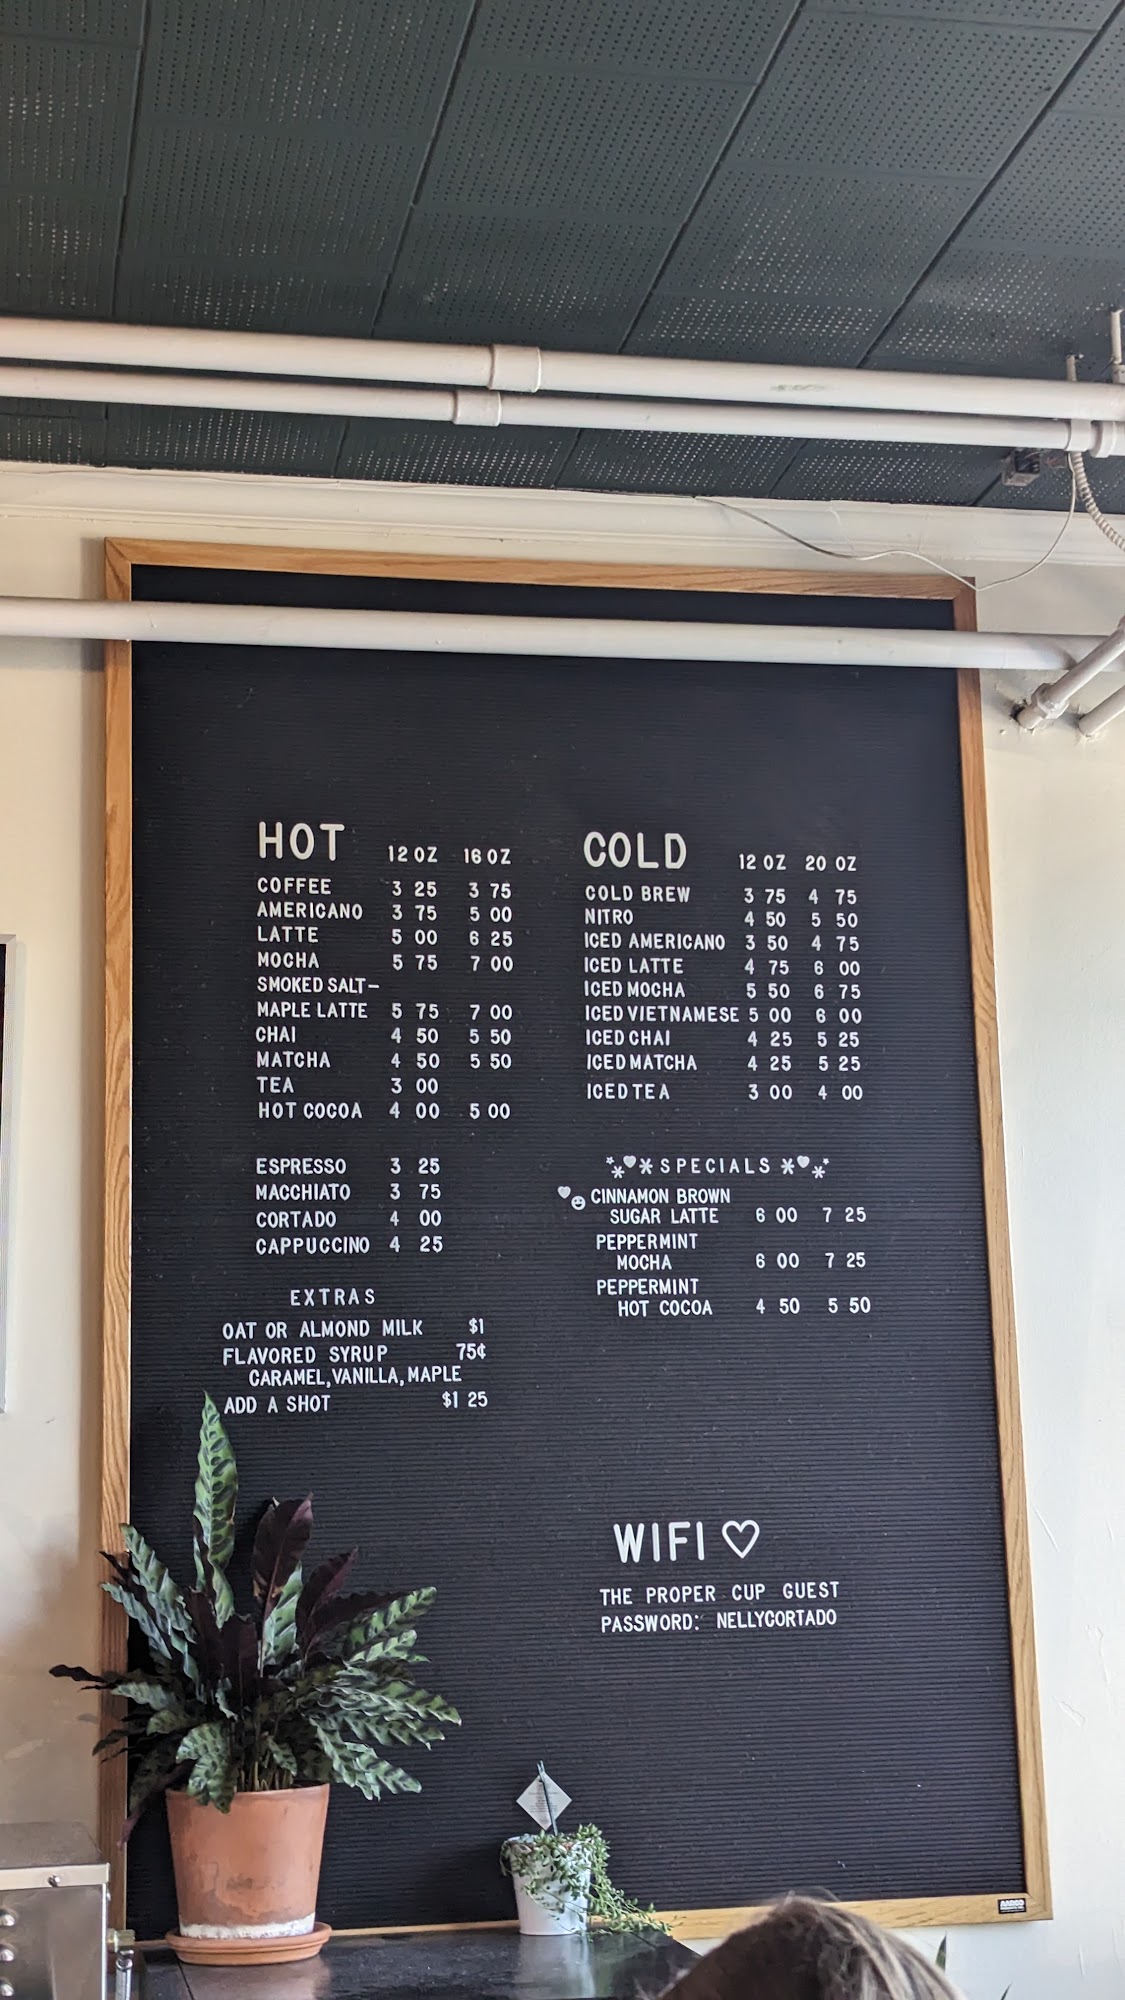 HOT 12 OZ 16 OZ
COFFEE 3 25 3 75
AMERICANO 3 75 5 00
LATTE 5 00 6 25
MOCHA 5 75 7 00
SMOKED SALT-
MAPLE LATTE 5 75 7 00
CHAI 4 50 5 50
MATCHA 4 50 5 50
TEA 3 00
HOT COCOA 4 00 5 00
ESPRESSO 3 25
MACCHIATO 3 75
CORTADO 4 00
CAPPUCCINO 4 25
EXTRAS
OAT OR ALMOND MILK $1
FLAVORED SYRUP 75¢
CARAMEL, VANILLA, MAPLE
ADD A SHOT $1 25
COLD 12 OZ 20 OZ
COLD BREW 3 75 4 75
NITRO 4 50 5 50
ICED AMERICANO 3 50 4 75
ICED LATTE 4 75 6 00
ICED MOCHA 5 50 6 75
ICED VIETNAMESE 5 00 6 00
ICED CHAI 4 25 5 25
ICED MATCHA 4 25 5 25
ICED TEA 3 00 4 00
SPECIALS
CINNAMON BROWN
SUGAR LATTE 6 00 7 25
PEPPERMINT
MOCHA 6 00 7 25
PEPPERMINT
HOT COCOA 4 50 5 50
WIFI ♡
THE PROPER CUP GUEST
PASSWORD: NELLYCORTADO